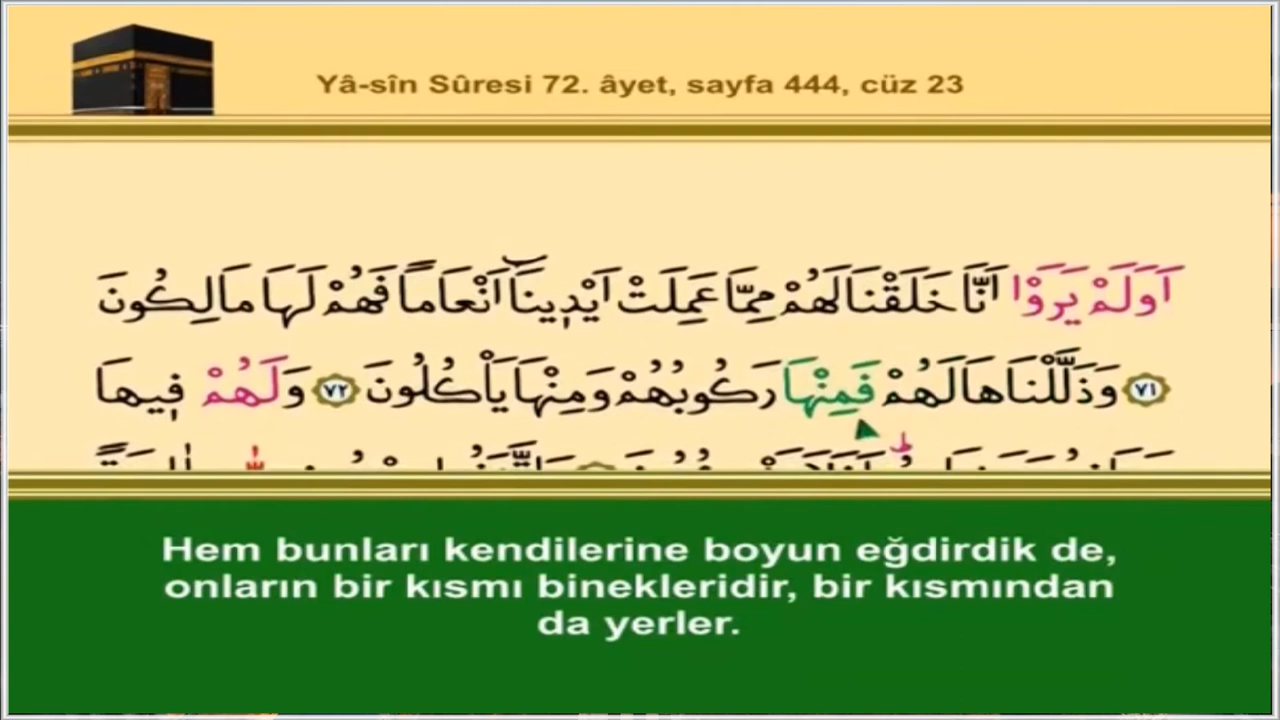 Yâ-sîn Sûresi 72. âyet, sayfa 444, cüz 23
اَوَلَمْ يَرَوْا اَنَّا خَلَقْنَا لَهُمْ مِمَّا عَمِلَتْ اَيْد۪ينَٓا اَنْعَاماً فَهُمْ لَهَا مَالِكُونَ
﴿٧١﴾ وَذَلَّلْنَاهَا لَهُمْ فَمِنْهَا رَكُوبُهُمْ وَمِنْهَا يَأْكُلُونَ ﴿٧٢﴾ وَلَهُمْ ف۪يهَا
Hem bunları kendilerine boyun eğdirdik de,
onların bir kısmı binekleridir, bir kısmından
da yerler.